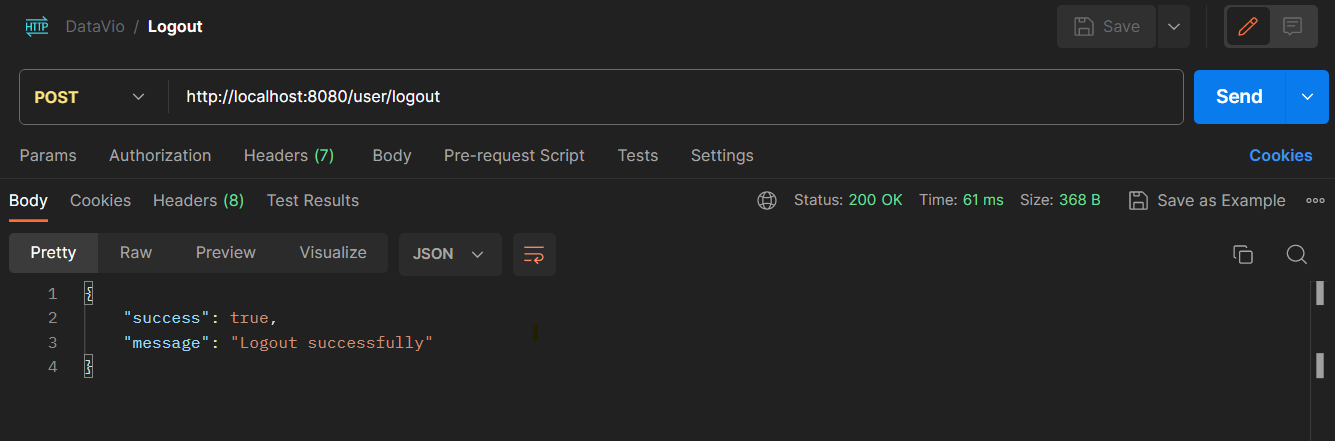 HTTP DataVio / Logout Save
POST http://localhost:8080/user/logout Send
Params Authorization Headers (7) Body Pre-request Script Tests Settings Cookies
Body Cookies Headers (8) Test Results Status: 200 OK Time: 61 ms Size: 368 B Save as Example
Pretty Raw Preview Visualize JSON
1 {
2 "success": true,
3 "message": "Logout successfully"
4 }